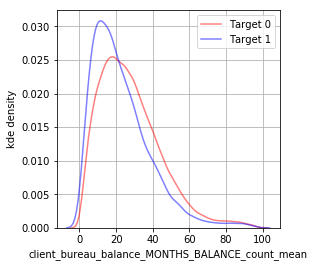 Target 0
Target 1
kde density
0.030
0.025
0.020
0.015
0.010
0.005
0.000
0 20 40 60 80 100
client_bureau_balance_MONTHS_BALANCE_count_mean